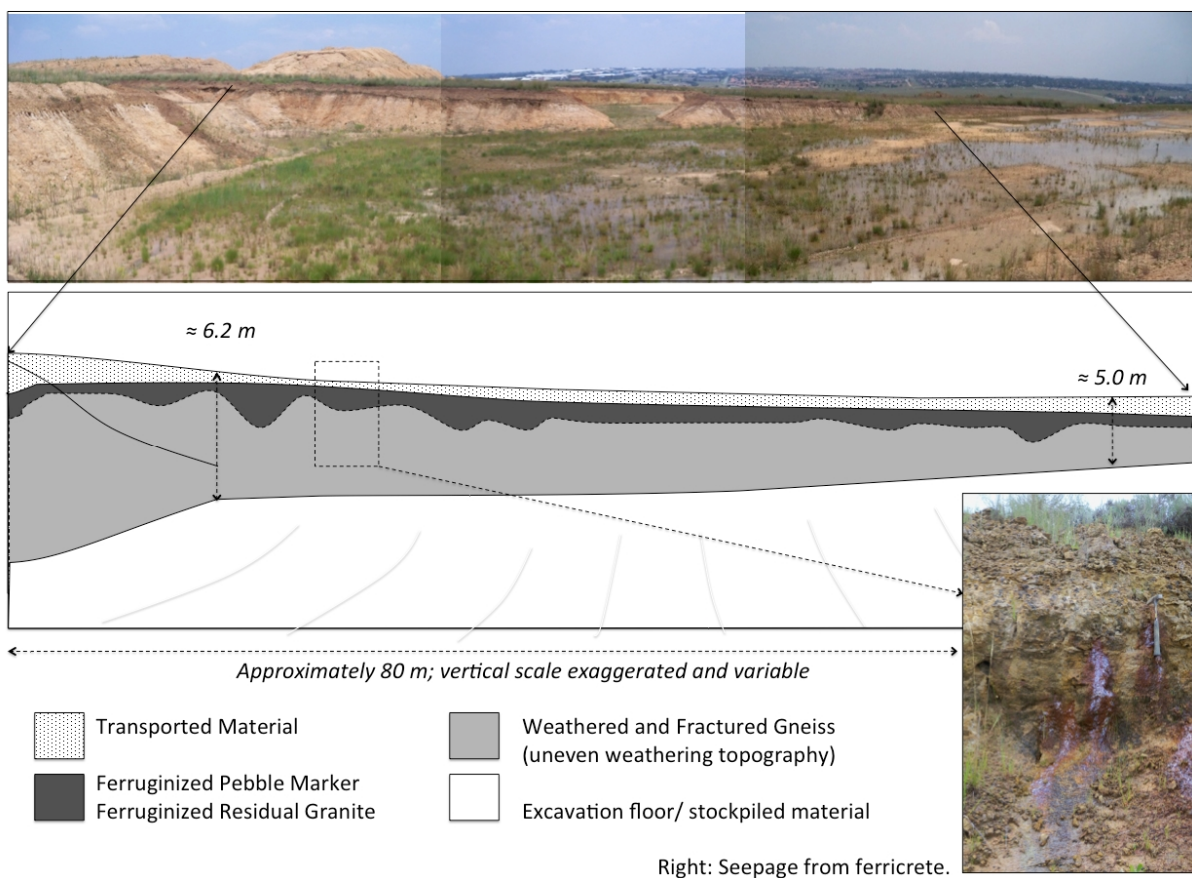 ≈ 6.2 m
≈ 5.0 m
Approximately 80 m; vertical scale exaggerated and variable
Transported Material
Ferruginized Pebble Marker
Ferruginized Residual Granite
Weathered and Fractured Gneiss
(uneven weathering topography)
Excavation floor/ stockpiled material
Right: Seepage from ferricrete.